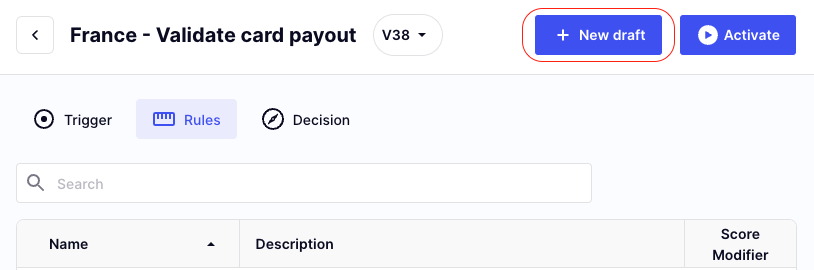 France - Validate card payout
V38
New draft
Activate
Trigger
Rules
Decision
Search
Name
Description
Score
Modifier